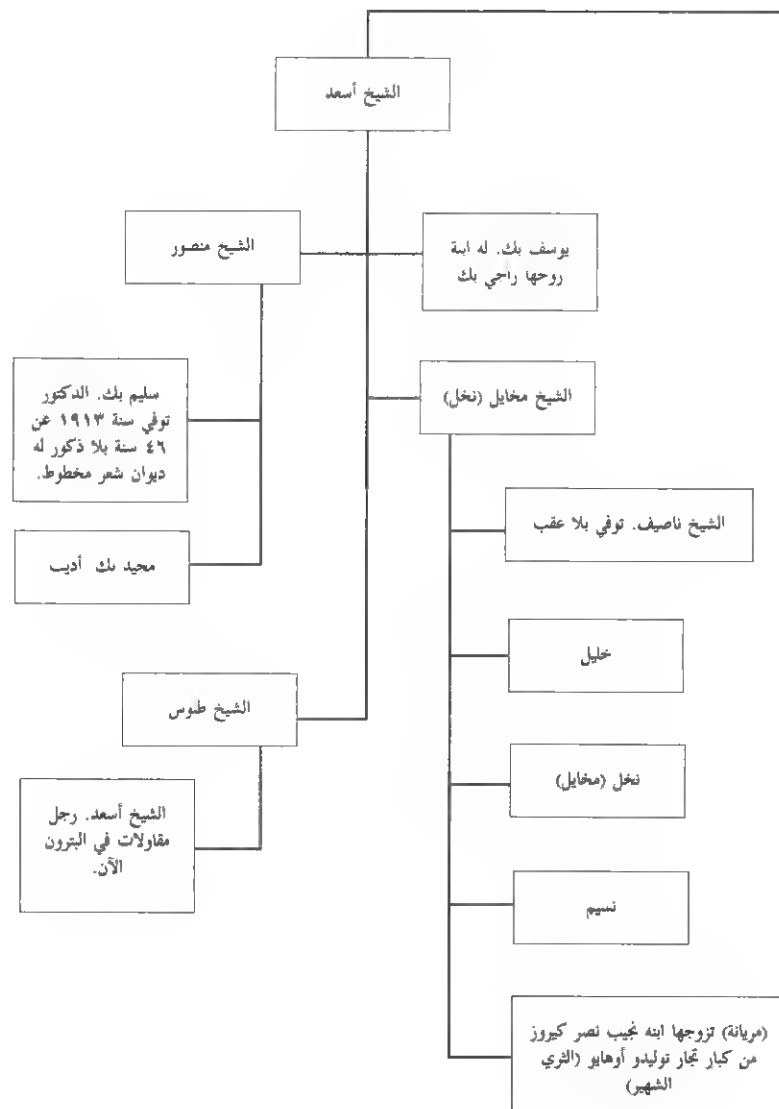 الشيخ أسعد
يوسف بك. له ابنة
روحها راجي بك
الشيخ منصور
سليم بك. الدكتور
توفي سنة ١٩١٣ عن
٤٦ سنة بلا ذكور له
ديوان شعر مخطوط.
مجيد بك أديب
الشيخ مخايل (نخل)
الشيخ ناصيف. توفي بلا عقب
خليل
نخل (مخايل)
نسيم
(مريانة) تزوجها ابنه نجيب نصر كيروز
من كبار تجار توليدو أوهايو (الثري
الشهير)
الشيخ طنوس
الشيخ أسعد. رجل
مقاولات في البترون
الآن.